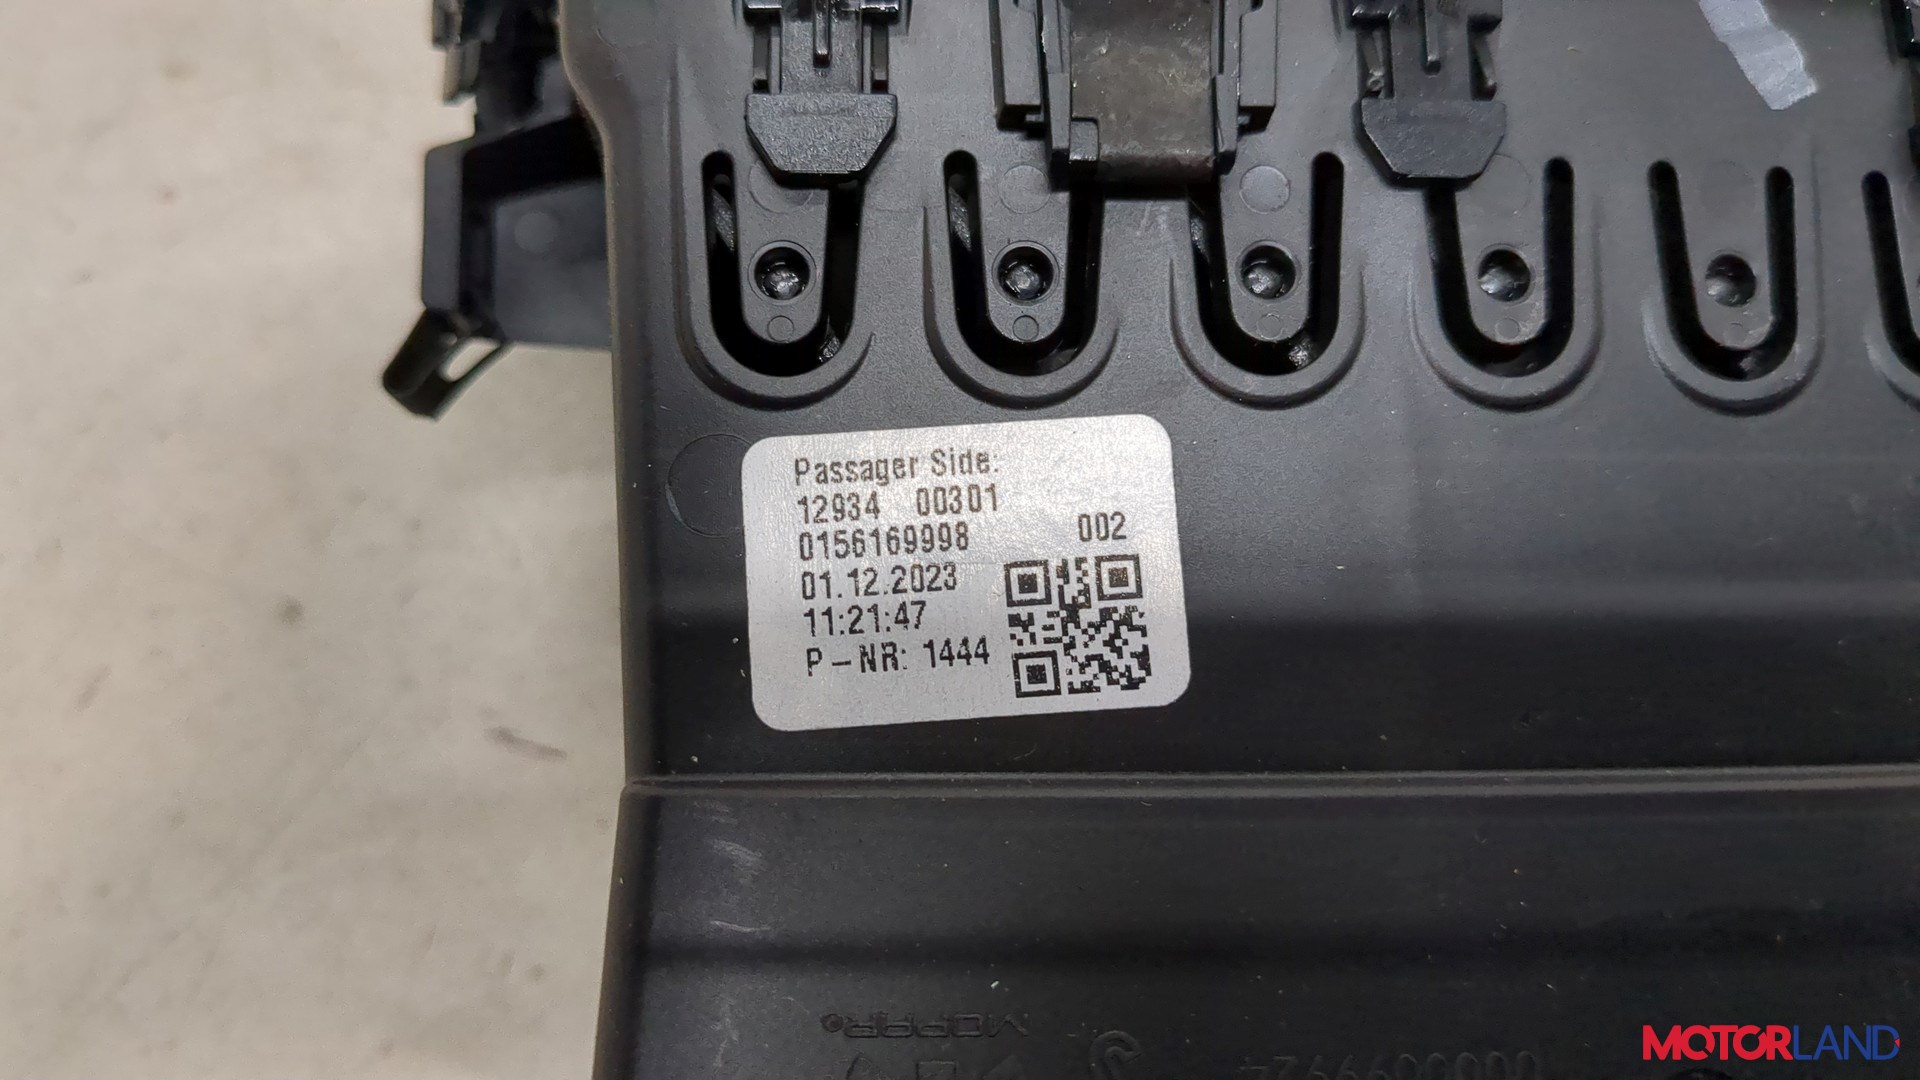 Passager Side:
12934 00301
0156169998 002
01.12.2023
11:21:47
P-NR: 1444
MOPAR
MOTORLAND